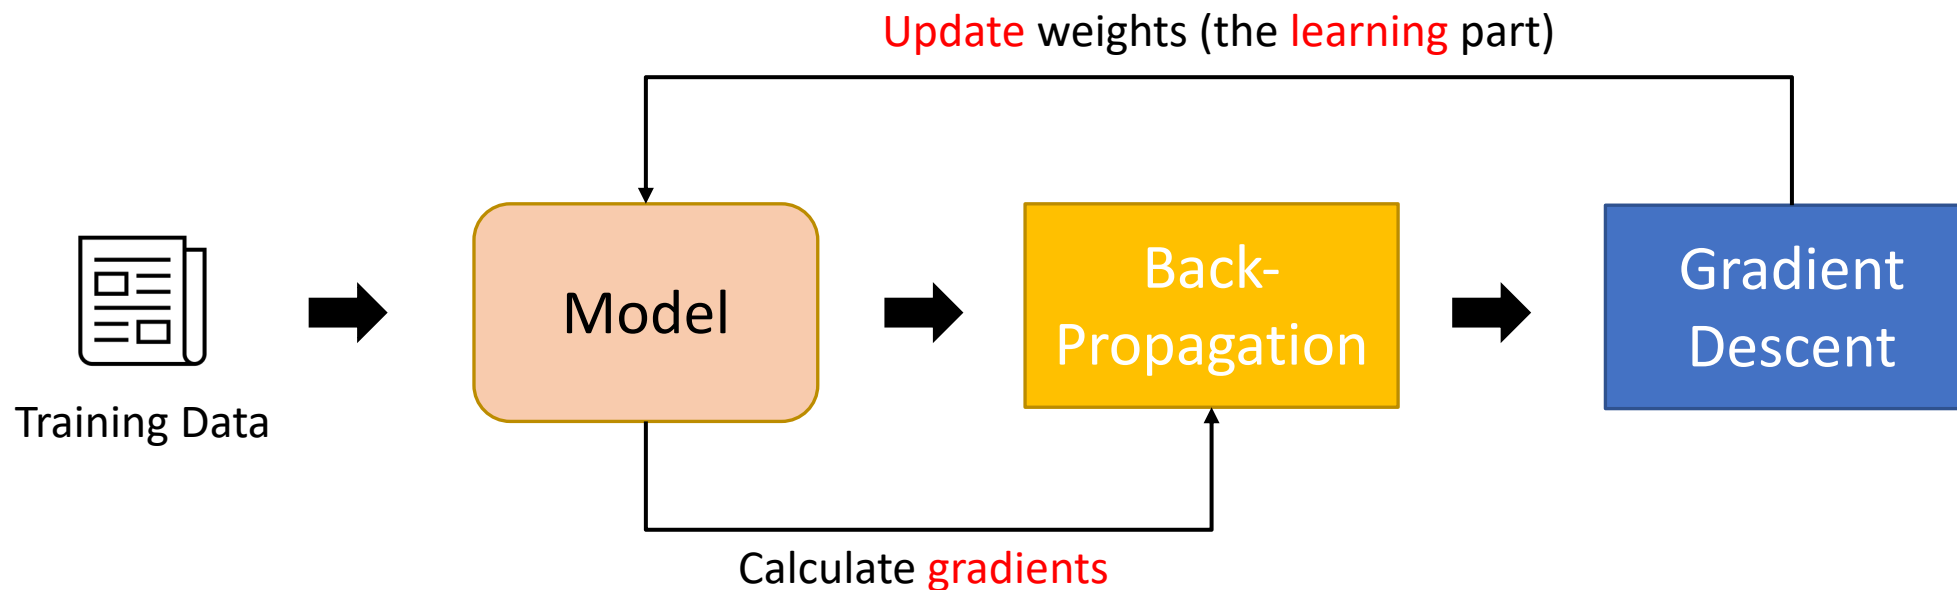 Update weights (the learning part)
Training Data
Model
Back-
Propagation
Gradient
Descent
Calculate gradients